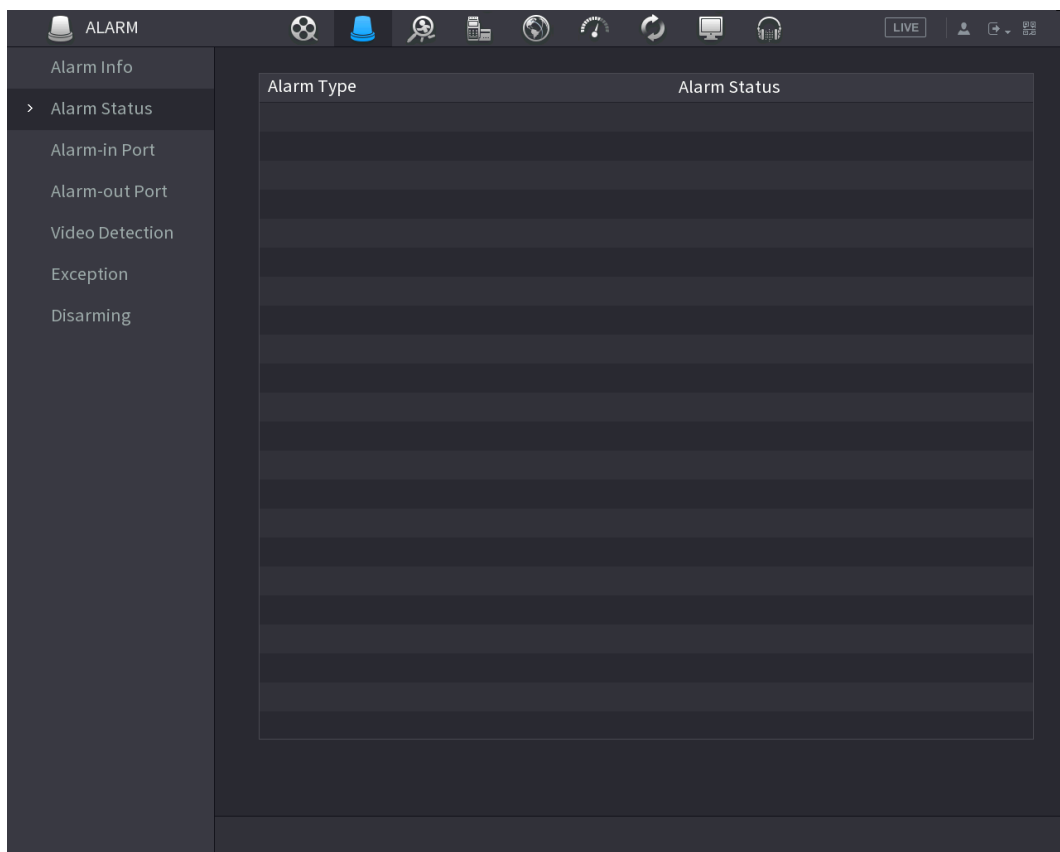 ALARM
LIVE
Alarm Info
Alarm Status
Alarm-in Port
Alarm-out Port
Video Detection
Exception
Disarming
Alarm Type Alarm Status